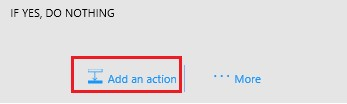 IF YES, DO NOTHING
Add an action ··· More